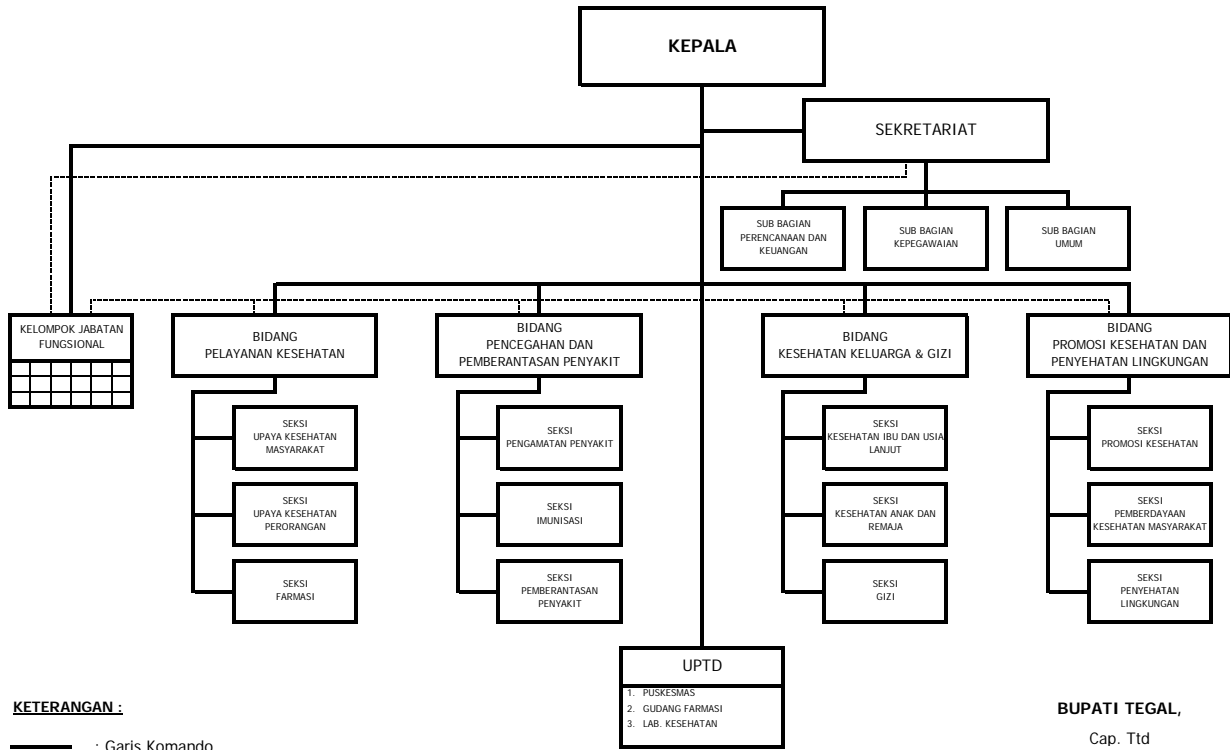 KEPALA
SEKRETARIAT
SUB BAGIAN
PERENCANAAN DAN
KEUANGAN
SUB BAGIAN
KEPEGAWAIAN
SUB BAGIAN
UMUM
KELOMPOK JABATAN
FUNGSIONAL
BIDANG
PELAYANAN KESEHATAN
BIDANG
PENCEGAHAN DAN
PEMBERANTASAN PENYAKIT
BIDANG
KESEHATAN KELUARGA & GIZI
BIDANG
PROMOSI KESEHATAN DAN
PENYEHATAN LINGKUNGAN
SEKSI
UPAYA KESEHATAN
MASYARAKAT
SEKSI
PENGAMATAN PENYAKIT
SEKSI
KESEHATAN IBU DAN USIA
LANJUT
SEKSI
PROMOSI KESEHATAN
SEKSI
UPAYA KESEHATAN
PERORANGAN
SEKSI
IMUNISASI
SEKSI
KESEHATAN ANAK DAN
REMAJA
SEKSI
PEMBERDAYAAN
KESEHATAN MASYARAKAT
SEKSI
FARMASI
SEKSI
PEMBERANTASAN
PENYAKIT
SEKSI
GIZI
SEKSI
PENYEHATAN
LINGKUNGAN
UPTD
1. PUSKESMAS
2. GUDANG FARMASI
3. LAB. KESEHATAN
KETERANGAN :
: Garis Komando
BUPATI TEGAL,
Cap. Ttd